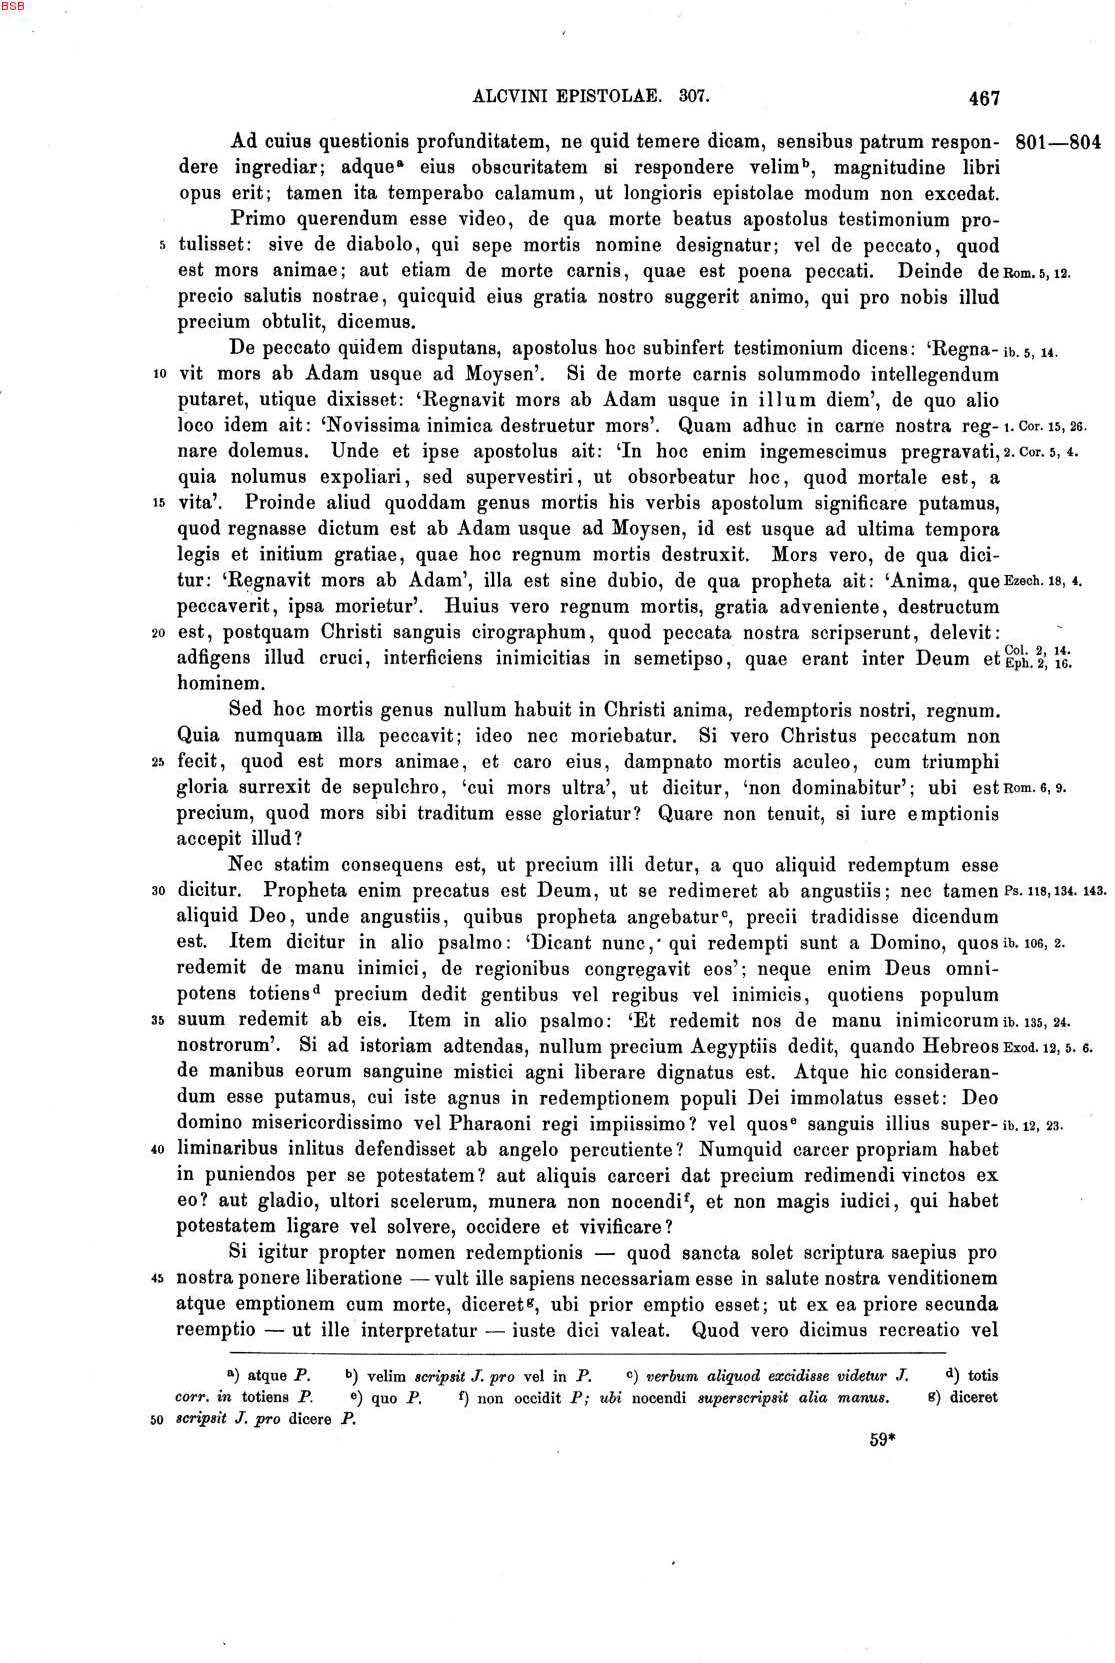 BSB
ALCVINI EPISTOLAE. 307. 467
Ad cuius questionis profunditatem, ne quid temere dicam, sensibus patrum respon- 801—804
dere ingrediar; adqueᵃ eius obscuritatem si respondere velimᵇ, magnitudine libri
opus erit; tamen ita temperabo calamum, ut longioris epistolae modum non excedat.
Primo querendum esse video, de qua morte beatus apostolus testimonium pro-
5 tulisset: sive de diabolo, qui sepe mortis nomine designatur; vel de peccato, quod
est mors animae; aut etiam de morte carnis, quae est poena peccati. Deinde de Rom. 5, 12.
precio salutis nostrae, quicquid eius gratia nostro suggerit animo, qui pro nobis illud
precium obtulit, dicemus.
De peccato quidem disputans, apostolus hoc subinfert testimonium dicens: ‘Regna- ib. 5, 14.
10 vit mors ab Adam usque ad Moysen’. Si de morte carnis solummodo intellegendum
putaret, utique dixisset: ‘Regnavit mors ab Adam usque in illum diem’, de quo alio
loco idem ait: ‘Novissima inimica destruetur mors’. Quam adhuc in carne nostra reg- 1. Cor. 15, 26.
nare dolemus. Unde et ipse apostolus ait: ‘In hoc enim ingemescimus pregravati, 2. Cor. 5, 4.
quia nolumus expoliari, sed supervestiri, ut obsorbeatur hoc, quod mortale est, a
15 vita’. Proinde aliud quoddam genus mortis his verbis apostolum significare putamus,
quod regnasse dictum est ab Adam usque ad Moysen, id est usque ad ultima tempora
legis et initium gratiae, quae hoc regnum mortis destruxit. Mors vero, de qua dici-
tur: ‘Regnavit mors ab Adam’, illa est sine dubio, de qua propheta ait: ‘Anima, que Ezech. 18, 4.
peccaverit, ipsa morietur’. Huius vero regnum mortis, gratia adveniente, destructum
20 est, postquam Christi sanguis cirographum, quod peccata nostra scripserunt, delevit:
adfigens illud cruci, interficiens inimicitias in semetipso, quae erant inter Deum et Col. 2, 14. Eph. 2, 16.
hominem.
Sed hoc mortis genus nullum habuit in Christi anima, redemptoris nostri, regnum.
Quia numquam illa peccavit; ideo nec moriebatur. Si vero Christus peccatum non
25 fecit, quod est mors animae, et caro eius, dampnato mortis aculeo, cum triumphi
gloria surrexit de sepulchro, ‘cui mors ultra’, ut dicitur, ‘non dominabitur’; ubi est Rom. 6, 9.
precium, quod mors sibi traditum esse gloriatur? Quare non tenuit, si iure emptionis
accepit illud?
Nec statim consequens est, ut precium illi detur, a quo aliquid redemptum esse
30 dicitur. Propheta enim precatus est Deum, ut se redimeret ab angustiis; nec tamen Ps. 118, 134. 143.
aliquid Deo, unde angustiis, quibus propheta angebaturᶜ, precii tradidisse dicendum
est. Item dicitur in alio psalmo: ‘Dicant nunc, qui redempti sunt a Domino, quos ib. 106, 2.
redemit de manu inimici, de regionibus congregavit eos’; neque enim Deus omni-
potens totiensᵈ precium dedit gentibus vel regibus vel inimicis, quotiens populum
35 suum redemit ab eis. Item in alio psalmo: ‘Et redemit nos de manu inimicorum ib. 135, 24.
nostrorum’. Si ad istoriam adtendas, nullum precium Aegyptiis dedit, quando Hebreos Exod. 12, 5. 6.
de manibus eorum sanguine mistici agni liberare dignatus est. Atque hic consideran-
dum esse putamus, cui iste agnus in redemptionem populi Dei immolatus esset: Deo
domino misericordissimo vel Pharaoni regi impiissimo? vel quosᵉ sanguis illius super- ib. 12, 23.
40 liminaribus inlitus defendisset ab angelo percutiente? Numquid carcer propriam habet
in puniendos per se potestatem? aut aliquis carceri dat precium redimendi vinctos ex
eo? aut gladio, ultori scelerum, munera non nocendiᶠ, et non magis iudici, qui habet
potestatem ligare vel solvere, occidere et vivificare?
Si igitur propter nomen redemptionis — quod sancta solet scriptura saepius pro
45 nostra ponere liberatione — vult ille sapiens necessariam esse in salute nostra venditionem
atque emptionem cum morte, diceretᵍ, ubi prior emptio esset; ut ex ea priore secunda
reemptio — ut ille interpretatur — iuste dici valeat. Quod vero dicimus recreatio vel
ᵃ) atque P. ᵇ) velim scripsit J. pro vel in P. ᶜ) verbum aliquod excidisse videtur J. ᵈ) totis
corr. in totiens P. ᵉ) quo P. ᶠ) non occidit P; ubi nocendi superscripsit alia manus. ᵍ) diceret
50 scripsit J. pro dicere P.
59*